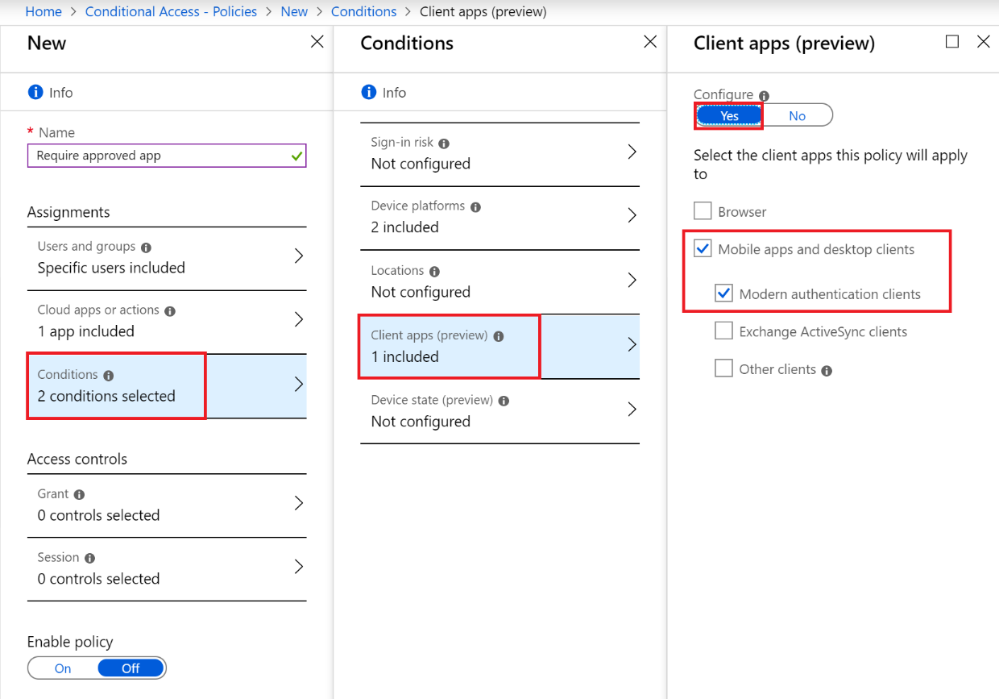 Home > Conditional Access - Policies > New > Conditions > Client apps (preview)
New
Info
* Name
Require approved app
Assignments
Users and groups
Specific users included
Cloud apps or actions
1 app included
Conditions
2 conditions selected
Access controls
Grant
0 controls selected
Session
0 controls selected
Enable policy
On Off
Conditions
Info
Sign-in risk
Not configured
Device platforms
2 included
Locations
Not configured
Client apps (preview)
1 included
Device state (preview)
Not configured
Client apps (preview)
Configure
Yes No
Select the client apps this policy will apply
to
Browser
Mobile apps and desktop clients
Modern authentication clients
Exchange ActiveSync clients
Other clients